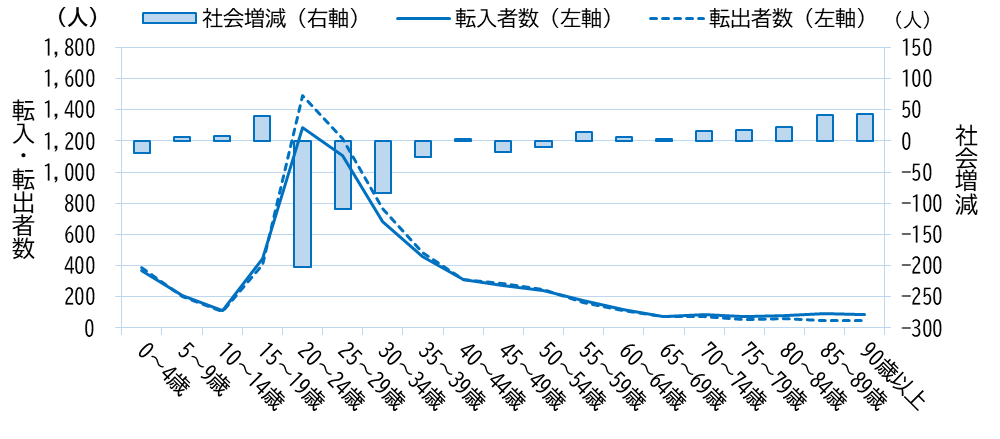 （人）
社会増減（右軸）
転入者数（左軸）
転出者数（左軸）
（人）
1,800
1,600
1,400
1,200
1,000
800
600
400
200
0
転入・転出者数
150
100
50
0
-50
-100
-150
-200
-250
-300
社会増減
0～4歳
5～9歳
10～14歳
15～19歳
20～24歳
25～29歳
30～34歳
35～39歳
40～44歳
45～49歳
50～54歳
55～59歳
60～64歳
65～69歳
70～74歳
75～79歳
80～84歳
85～89歳
90歳以上